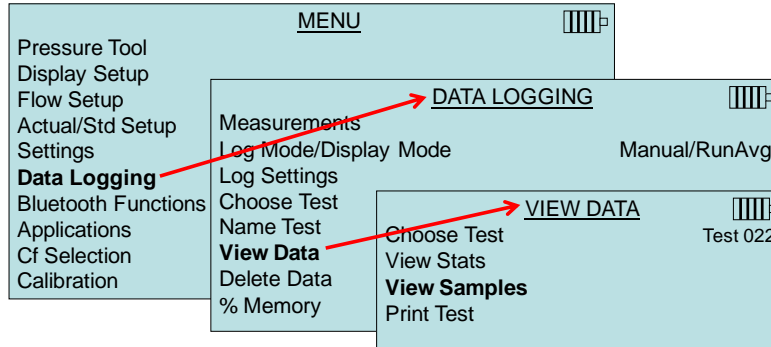 MENU
Pressure Tool
Display Setup
Flow Setup
Actual/Std Setup
Settings
Data Logging
Bluetooth Functions
Applications
Cf Selection
Calibration
DATA LOGGING
Measurements
Log Mode/Display Mode Manual/RunAvg
Log Settings
Choose Test
Name Test
View Data
Delete Data
% Memory
VIEW DATA
Choose Test Test 022
View Stats
View Samples
Print Test